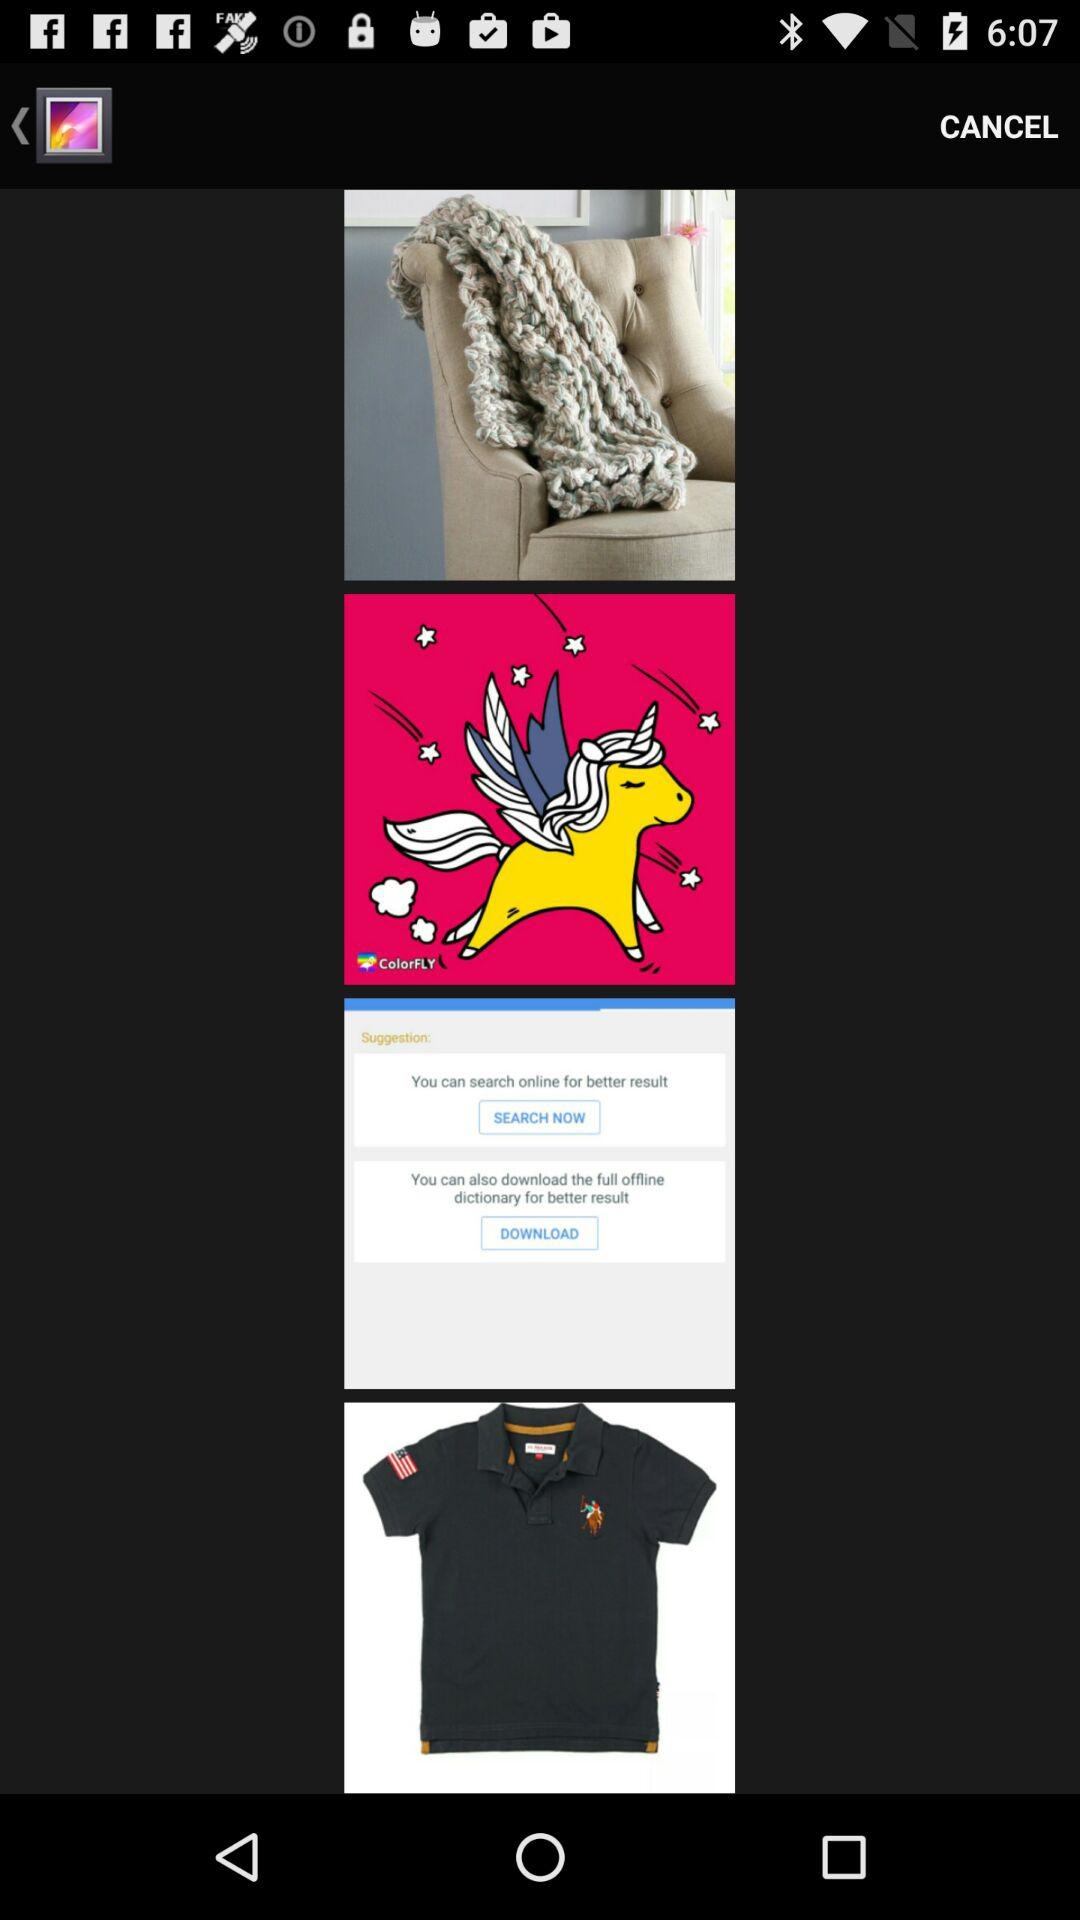 FAKE
6:07
CANCEL
ColorFLY
Suggestion:
You can search online for better result
SEARCH NOW
You can also download the full offline
dictionary for better result
DOWNLOAD